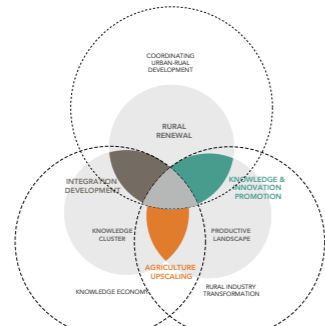 COORDINATING
URBAN-RUAL
DEVELOPMENT
RURAL
RENEWAL
INTEGRATION
DEVELOPMENT
KNOWLEDGE &
INNOVATION
PROMOTION
KNOWLEDGE
CLUSTER
PRODUCTIVE
LANDSCAPE
AGRICULTURE
UPSCALING
KNOWLEDGE ECONOMY
RURAL INDUSTRY
TRANSFORMATION